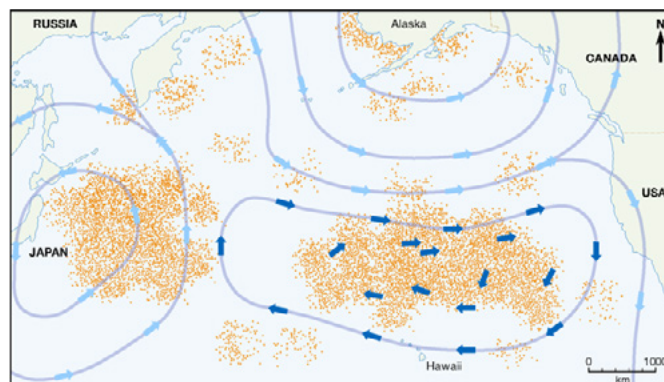 RUSSIA
Alaska
N
CANADA
USA
JAPAN
Hawaii
0 1000
km